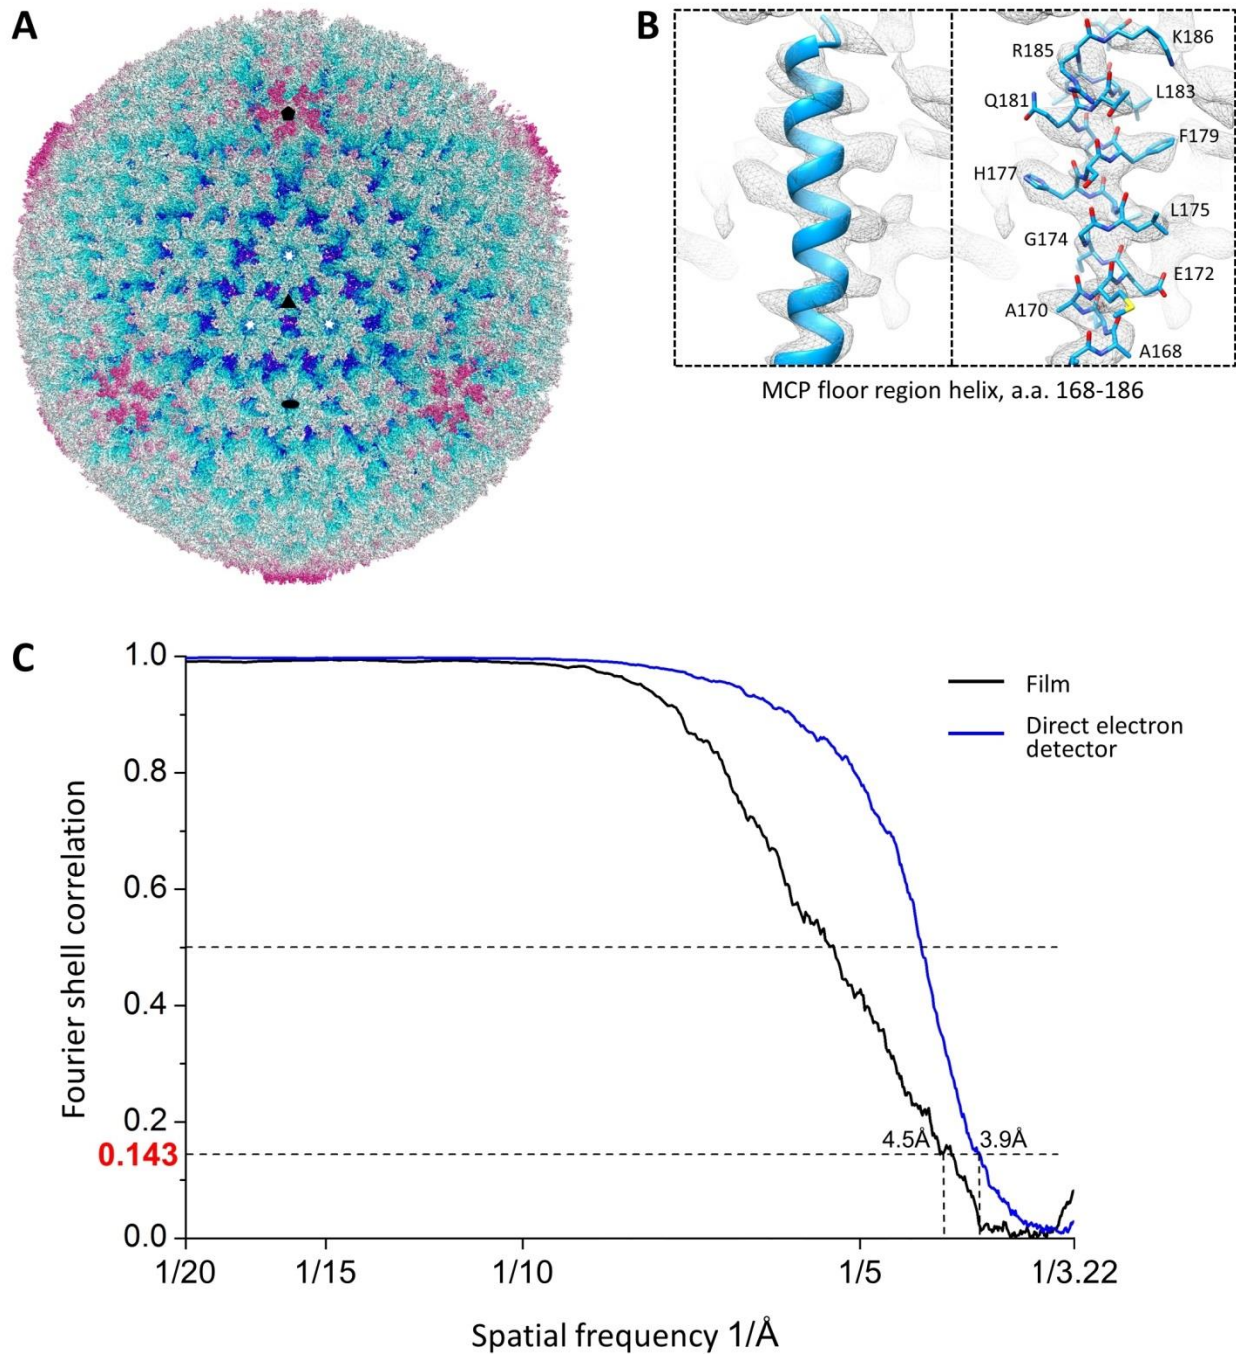 A
B
K186
R185
Q181
L183
F179
H177
L175
G174
E172
A170
A168
MCP floor region helix, a.a. 168-186
C
1.0
0.8
0.6
0.4
0.2
0.143
0.0
Fourier shell correlation
Film
Direct electron
detector
4.5Å
3.9Å
1/20
1/15
1/10
1/5
1/3.22
Spatial frequency 1/Å